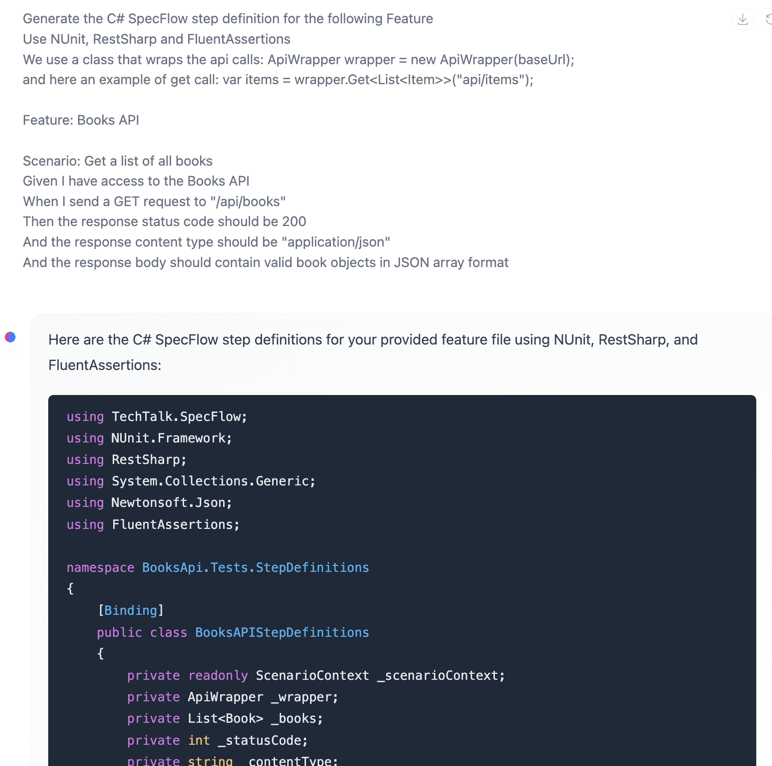 Generate the C# SpecFlow step definition for the following Feature
Use NUnit, RestSharp and FluentAssertions
We use a class that wraps the api calls: ApiWrapper wrapper = new ApiWrapper(baseUrl);
and here an example of get call: var items = wrapper.Get<List<Item>>("api/items");
Feature: Books API
Scenario: Get a list of all books
Given I have access to the Books API
When I send a GET request to "/api/books"
Then the response status code should be 200
And the response content type should be "application/json"
And the response body should contain valid book objects in JSON array format
Here are the C# SpecFlow step definitions for your provided feature file using NUnit, RestSharp, and
FluentAssertions:
using TechTalk.SpecFlow;
using NUnit.Framework;
using RestSharp;
using System.Collections.Generic;
using Newtonsoft.Json;
using FluentAssertions;
namespace BooksApi.Tests.StepDefinitions
{
[Binding]
public class BooksAPIStepDefinitions
{
private readonly ScenarioContext _scenarioContext;
private ApiWrapper _wrapper;
private List<Book> _books;
private int _statusCode;
private string _contentType;